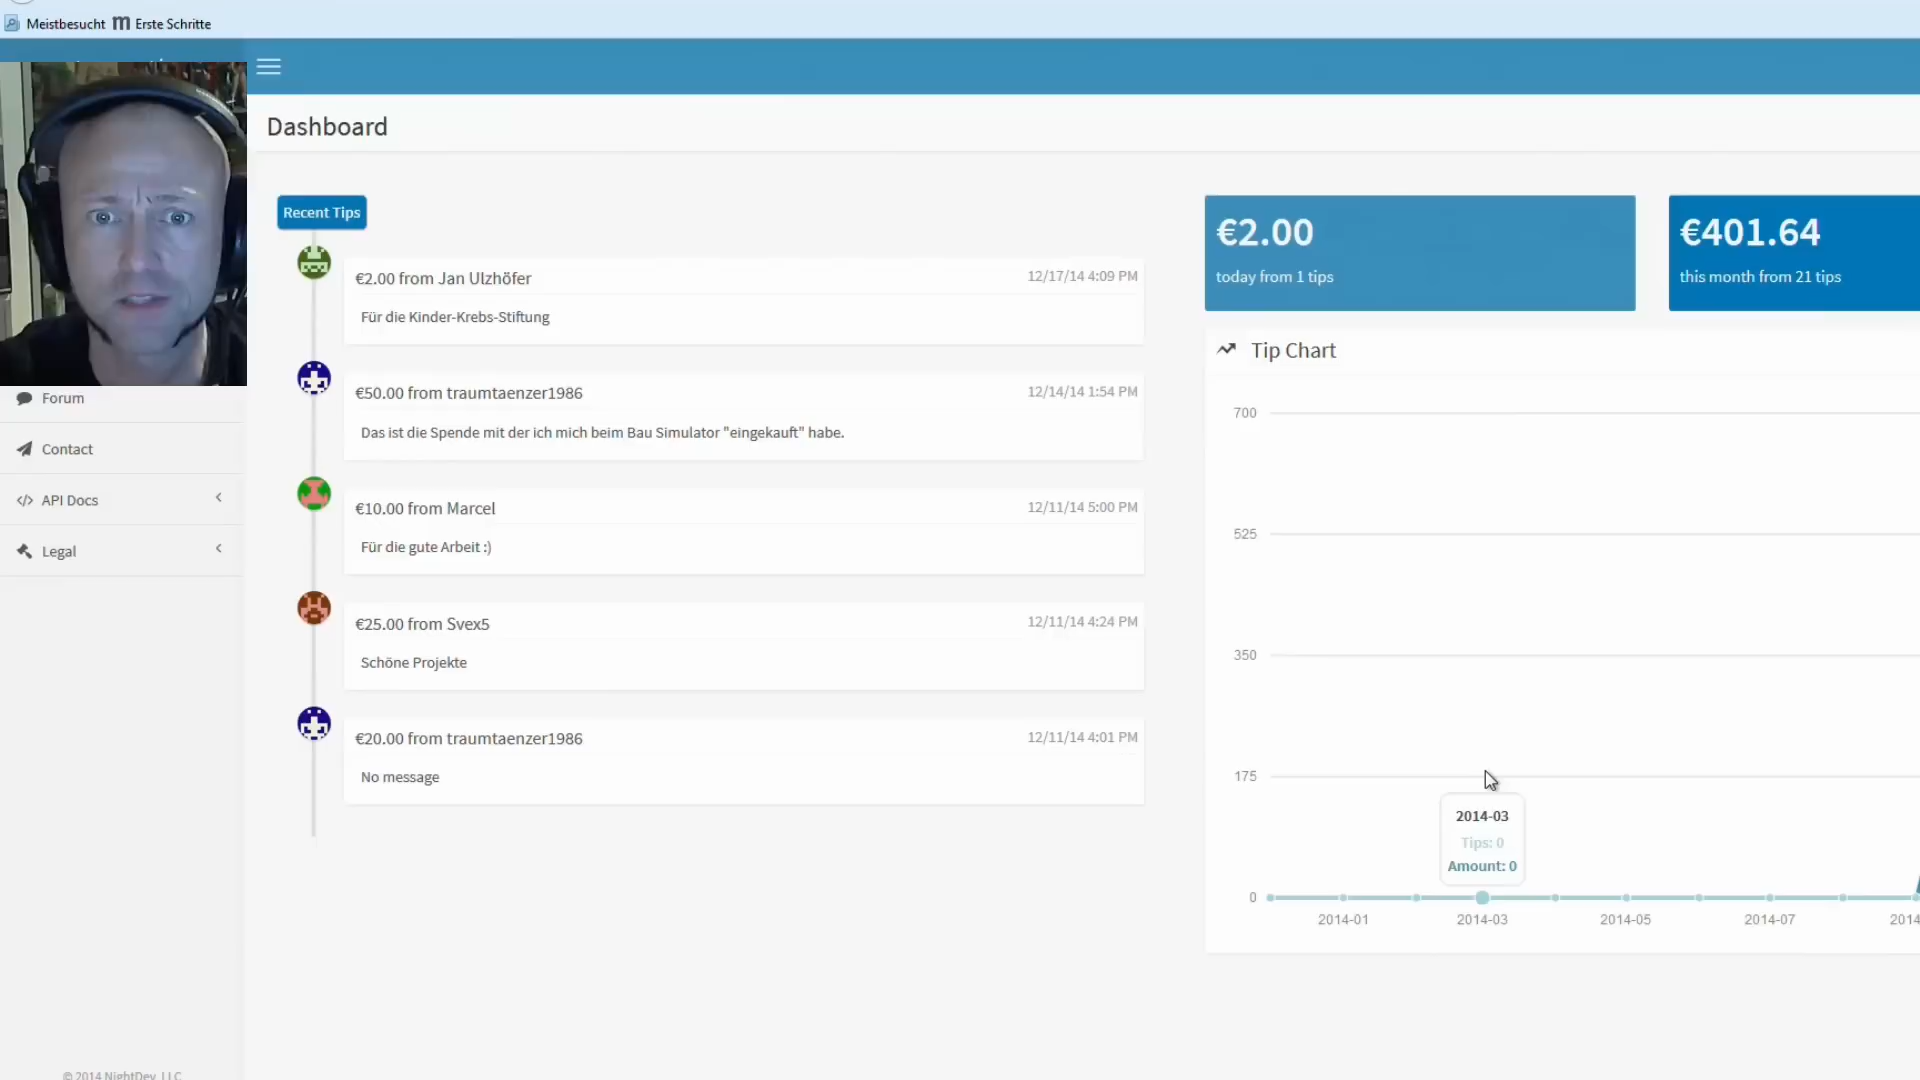 Meistbesucht
Erste Schritte
Dashboard
Recent Tips
€2.00 from Jan Ulzhöfer
12/17/14 4:09 PM
Für die Kinder-Krebs-Stiftung
€50.00 from traumtaenzer1986
12/14/14 1:54 PM
Das ist die Spende mit der ich mich beim Bau Simulator "eingekauft" habe.
€10.00 from Marcel
12/11/14 5:00 PM
Für die gute Arbeit :)
€25.00 from Svex5
12/11/14 4:24 PM
Schöne Projekte
€20.00 from traumtaenzer1986
12/11/14 4:01 PM
No message
Forum
Contact
API Docs
Legal
© 2014 NightDev, LLC
€2.00
today from 1 tips
€401.64
this month from 21 tips
Tip Chart
700
525
350
175
0
2014-03
Tips: 0
Amount: 0
2014-01
2014-03
2014-05
2014-07
2014